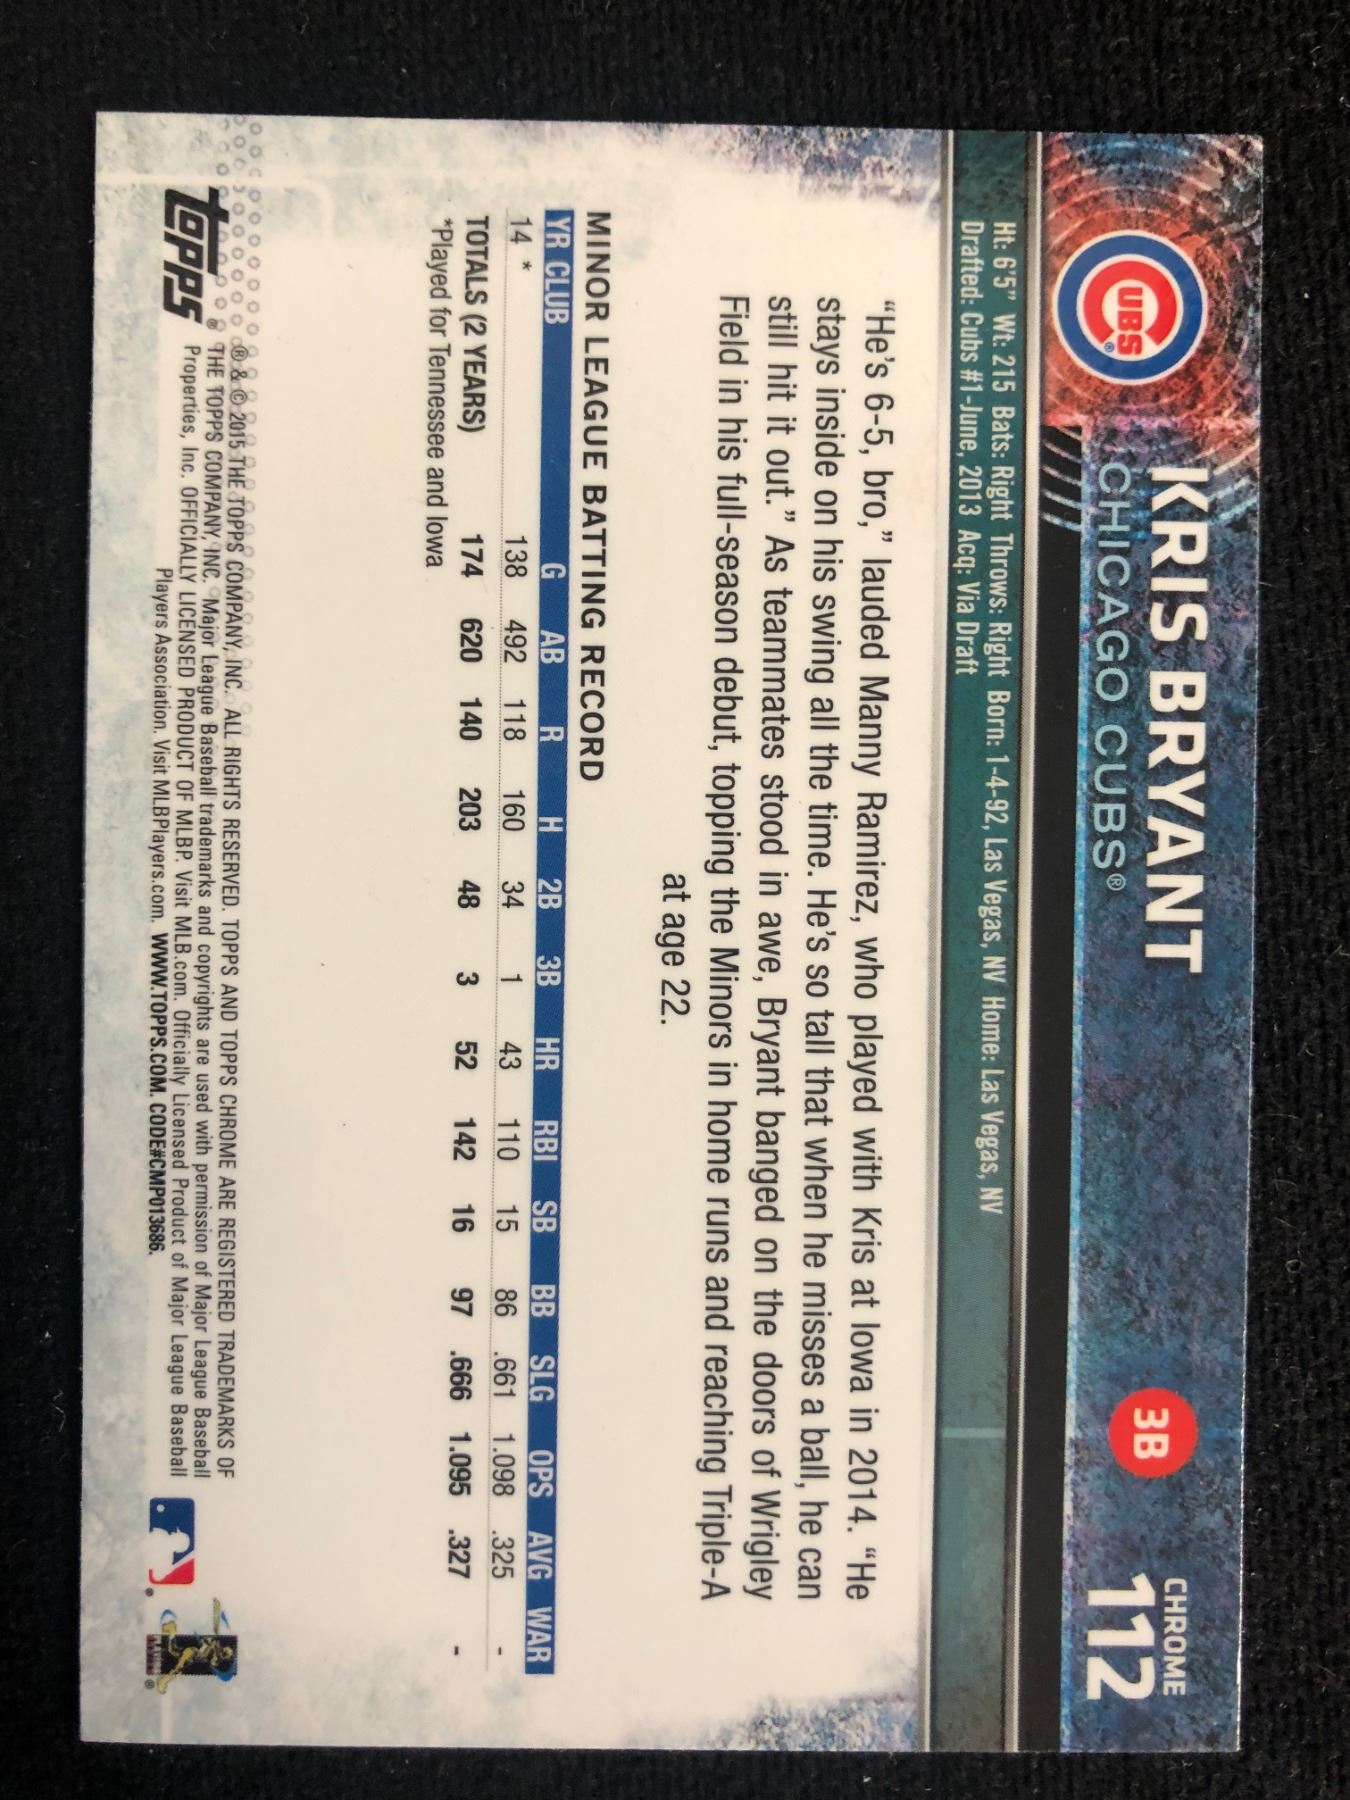 CUBS®
KRIS BRYANT
CHICAGO CUBS®
3B
CHROME
112
Ht: 6'5" Wt: 215 Bats: Right Throws: Right Born: 1-4-92, Las Vegas, NV Home: Las Vegas, NV
Drafted: Cubs #1-June, 2013 Acq: Via Draft
“He's 6-5, bro,” lauded Manny Ramirez, who played with Kris at Iowa in 2014. “He
stays inside on his swing all the time. He's so tall that when he misses a ball, he can
still hit it out.” As teammates stood in awe, Bryant banged on the doors of Wrigley
Field in his full-season debut, topping the Minors in home runs and reaching Triple-A
at age 22.
MINOR LEAGUE BATTING RECORD
YR CLUB G AB R H 2B 3B HR RBI SB BB SLG OPS AVG WAR
14 * 138 492 118 160 34 1 43 110 15 86 .661 1.098 .325 -
TOTALS (2 YEARS) 174 620 140 203 48 3 52 142 16 97 .666 1.095 .327 -
*Played for Tennessee and Iowa
topps®
® & © 2015 THE TOPPS COMPANY, INC. ALL RIGHTS RESERVED. TOPPS AND TOPPS CHROME ARE REGISTERED TRADEMARKS OF
THE TOPPS COMPANY, INC. Major League Baseball trademarks and copyrights are used with permission of Major League Baseball
Properties, Inc. OFFICIALLY LICENSED PRODUCT OF MLBP. Visit MLB.com. Officially Licensed Product of Major League Baseball
Players Association. Visit MLBPlayers.com. WWW.TOPPS.COM. CODE#CMP013686.